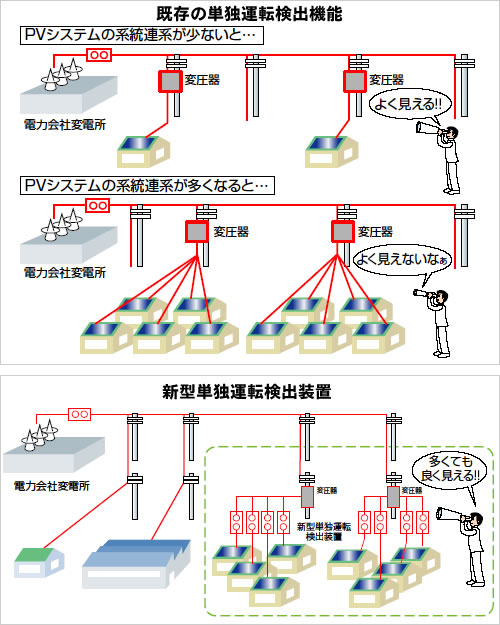 既存の単独運転検出機能
PVシステムの系統連系が少ないと…
変圧器
変圧器
電力会社変電所
よく見える!!
PVシステムの系統連系が多くなると…
変圧器
変圧器
電力会社変電所
よく見えないなぁ
新型単独運転検出装置
電力会社変電所
変圧器
変圧器
新型単独運転
検出装置
多くても
良く見える!!